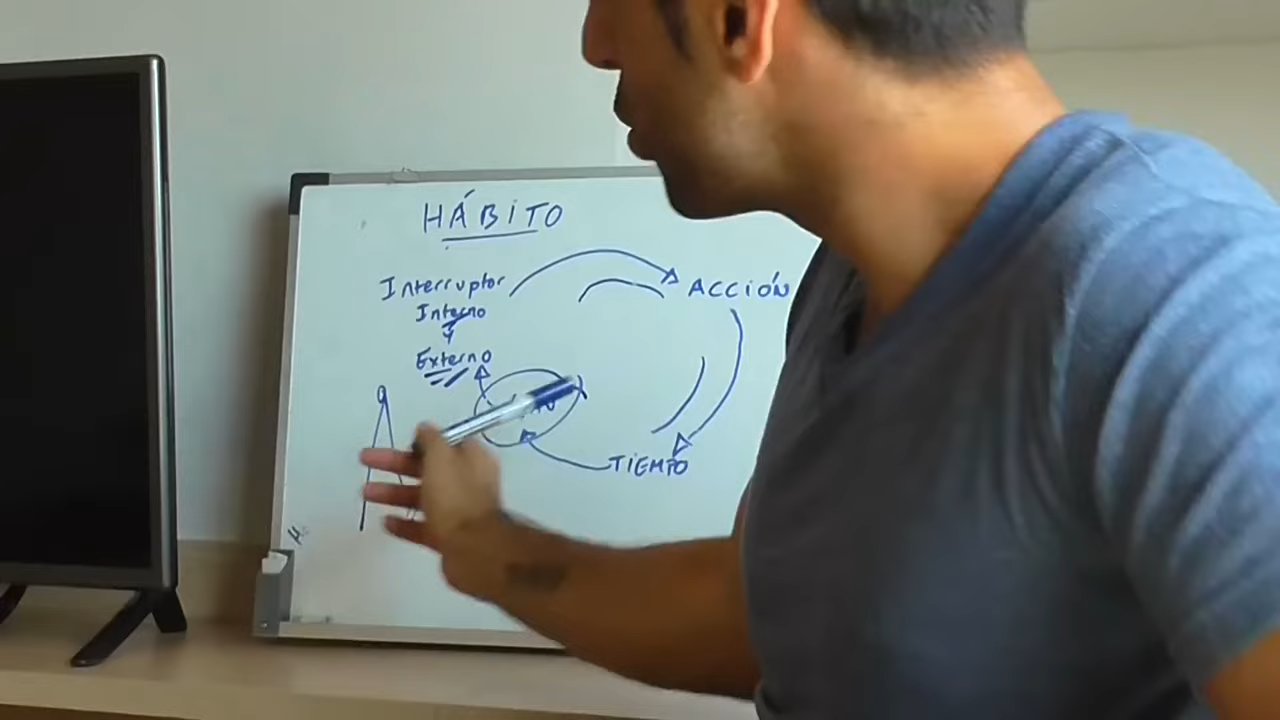 HÁBITO
Interruptor
ACCIÓN
Interno
Externo
TIEMPO